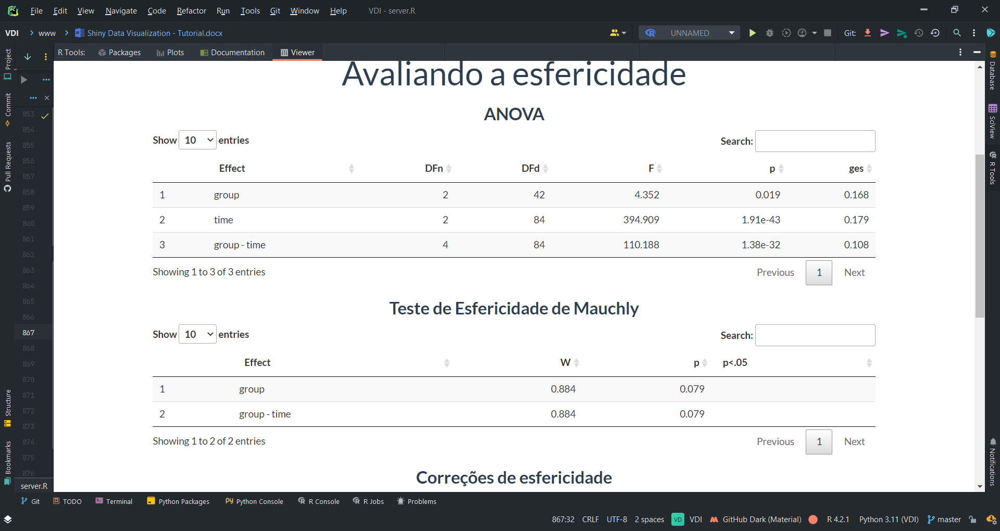 File Edit View Navigate Code Refactor Run Tools Git Window Help VDI - server.R
VDI www Shiny Data Visualization - Tutorial.docx UNNAMED Git:
R Tools: Packages Plots Documentation Viewer
Project
Commit
Pull Requests
Structure
Bookmarks
853
854
855
856
857
858
859
860
861
862
863
864
865
866
867
868
869
870
871
872
873
874
875
876
server.R
Avaliando a esfericidade
ANOVA
Show 10 entries Search:
Effect DFn DFd F p ges
1 group 2 42 4.352 0.019 0.168
2 time 2 84 394.909 1.91e-43 0.179
3 group - time 4 84 110.188 1.38e-32 0.108
Showing 1 to 3 of 3 entries Previous 1 Next
Teste de Esfericidade de Mauchly
Show 10 entries Search:
Effect W p p<.05
1 group 0.884 0.079
2 group - time 0.884 0.079
Showing 1 to 2 of 2 entries Previous 1 Next
Correções de esfericidade
Database
SciView
R Tools
Notifications
Git TODO Terminal Python Packages Python Console R Console R Jobs Problems
867:32 CRLF UTF-8 2 spaces VD VDI GitHub Dark (Material) R 4.2.1 Python 3.11 (VDI) master